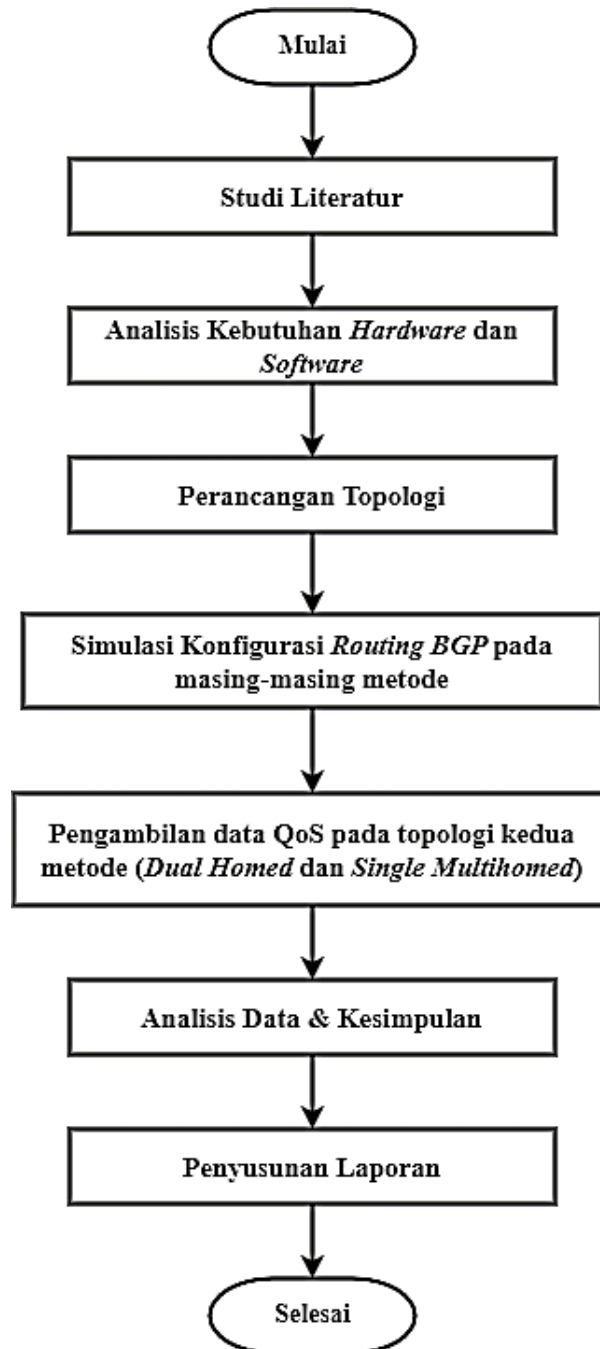 Mulai
Studi Literatur
Analisis Kebutuhan Hardware dan
Software
Perancangan Topologi
Simulasi Konfigurasi Routing BGP pada
masing-masing metode
Pengambilan data QoS pada topologi kedua
metode (Dual Homed dan Single Multihomed)
Analisis Data & Kesimpulan
Penyusunan Laporan
Selesai